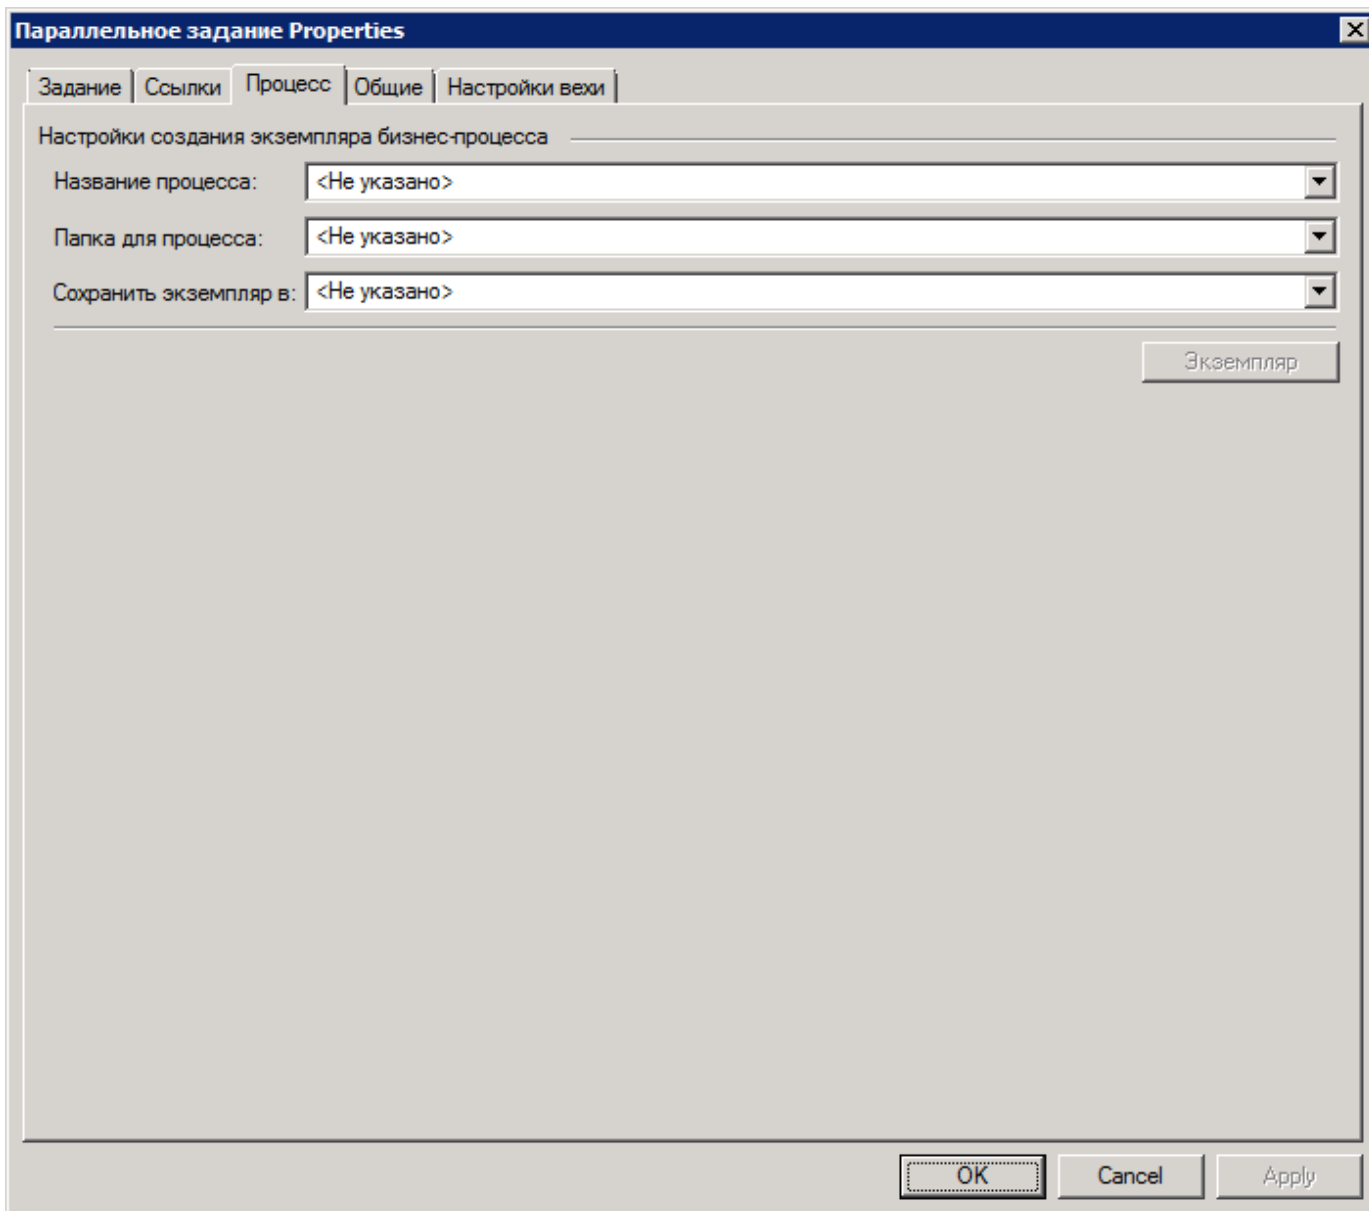 Параллельное задание Properties
Задание Ссылки Процесс Общие Настройки вехи
Настройки создания экземпляра бизнес-процесса
Название процесса: <Не указано>
Папка для процесса: <Не указано>
Сохранить экземпляр в: <Не указано>
Экземпляр
OK Cancel Apply